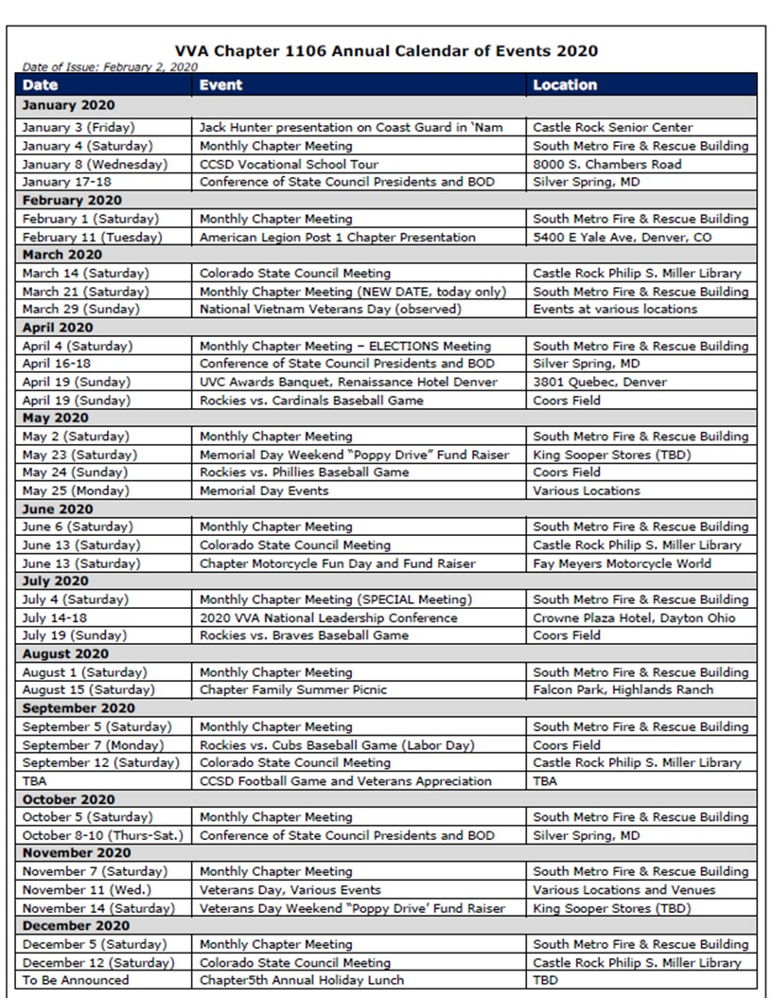 VVA Chapter 1106 Annual Calendar of Events 2020
Date of Issue: February 2, 2020
Date Event Location
January 2020
January 3 (Friday) Jack Hunter presentation on Coast Guard in ‘Nam Castle Rock Senior Center
January 4 (Saturday) Monthly Chapter Meeting South Metro Fire & Rescue Building
January 8 (Wednesday) CCSD Vocational School Tour 8000 S. Chambers Road
January 17-18 Conference of State Council Presidents and BOD Silver Spring, MD
February 2020
February 1 (Saturday) Monthly Chapter Meeting South Metro Fire & Rescue Building
February 11 (Tuesday) American Legion Post 1 Chapter Presentation 5400 E Yale Ave, Denver, CO
March 2020
March 14 (Saturday) Colorado State Council Meeting Castle Rock Philip S. Miller Library
March 21 (Saturday) Monthly Chapter Meeting (NEW DATE, today only) South Metro Fire & Rescue Building
March 29 (Sunday) National Vietnam Veterans Day (observed) Events at various locations
April 2020
April 4 (Saturday) Monthly Chapter Meeting – ELECTIONS Meeting South Metro Fire & Rescue Building
April 16-18 Conference of State Council Presidents and BOD Silver Spring, MD
April 19 (Sunday) UVC Awards Banquet, Renaissance Hotel Denver 3801 Quebec, Denver
April 19 (Sunday) Rockies vs. Cardinals Baseball Game Coors Field
May 2020
May 2 (Saturday) Monthly Chapter Meeting South Metro Fire & Rescue Building
May 23 (Saturday) Memorial Day Weekend “Poppy Drive” Fund Raiser King Sooper Stores (TBD)
May 24 (Sunday) Rockies vs. Phillies Baseball Game Coors Field
May 25 (Monday) Memorial Day Events Various Locations
June 2020
June 6 (Saturday) Monthly Chapter Meeting South Metro Fire & Rescue Building
June 13 (Saturday) Colorado State Council Meeting Castle Rock Philip S. Miller Library
June 13 (Saturday) Chapter Motorcycle Fun Day and Fund Raiser Fay Meyers Motorcycle World
July 2020
July 4 (Saturday) Monthly Chapter Meeting (SPECIAL Meeting) South Metro Fire & Rescue Building
July 14-18 2020 VVA National Leadership Conference Crowne Plaza Hotel, Dayton Ohio
July 19 (Sunday) Rockies vs. Braves Baseball Game Coors Field
August 2020
August 1 (Saturday) Monthly Chapter Meeting South Metro Fire & Rescue Building
August 15 (Saturday) Chapter Family Summer Picnic Falcon Park, Highlands Ranch
September 2020
September 5 (Saturday) Monthly Chapter Meeting South Metro Fire & Rescue Building
September 7 (Monday) Rockies vs. Cubs Baseball Game (Labor Day) Coors Field
September 12 (Saturday) Colorado State Council Meeting Castle Rock Philip S. Miller Library
TBA CCSD Football Game and Veterans Appreciation TBA
October 2020
October 5 (Saturday) Monthly Chapter Meeting South Metro Fire & Rescue Building
October 8-10 (Thurs-Sat.) Conference of State Council Presidents and BOD Silver Spring, MD
November 2020
November 7 (Saturday) Monthly Chapter Meeting South Metro Fire & Rescue Building
November 11 (Wed.) Veterans Day, Various Events Various Locations and Venues
November 14 (Saturday) Veterans Day Weekend “Poppy Drive’ Fund Raiser King Sooper Stores (TBD)
December 2020
December 5 (Saturday) Monthly Chapter Meeting South Metro Fire & Rescue Building
December 12 (Saturday) Colorado State Council Meeting Castle Rock Philip S. Miller Library
To Be Announced Chapter5th Annual Holiday Lunch TBD